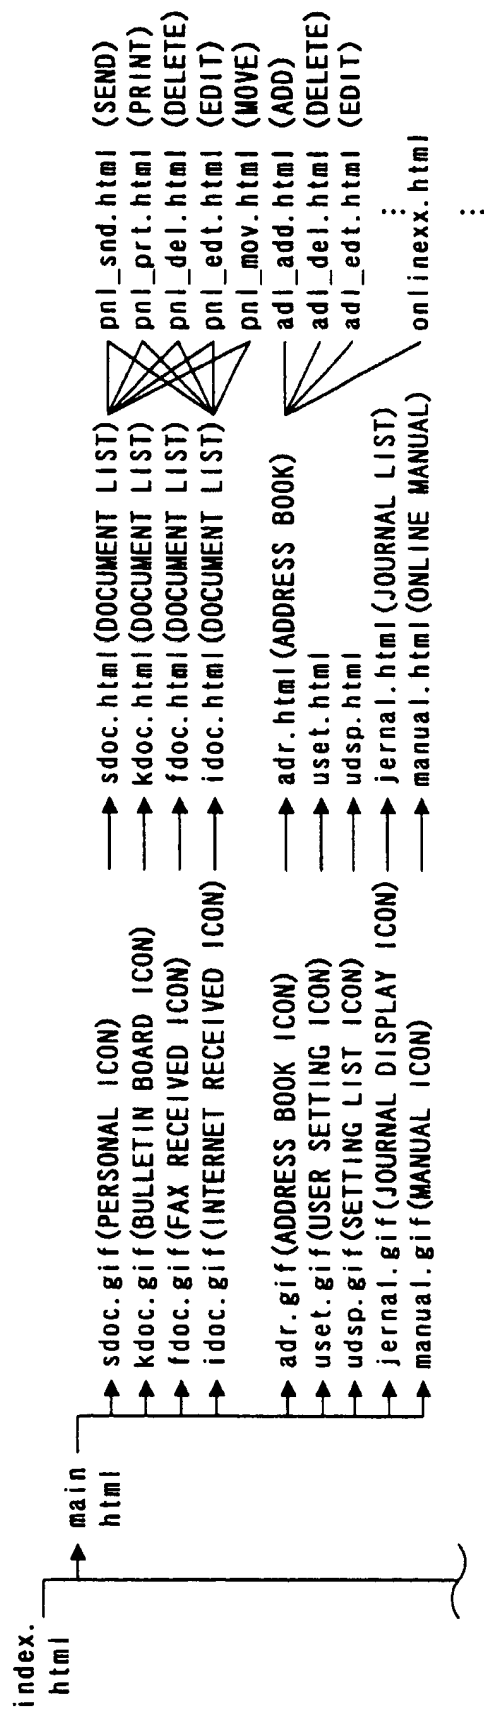 index.
html
main
html
sdoc.gif(PERSONAL ICON)
kdoc.gif(BULLETIN BOARD ICON)
fdoc.gif(FAX RECEIVED ICON)
idoc.gif(INTERNET RECEIVED ICON)
adr.gif(ADDRESS BOOK ICON)
uset.gif(USER SETTING ICON)
udsp.gif(SETTING LIST ICON)
jernal.gif(JOURNAL DISPLAY ICON)
manual.gif(MANUAL ICON)
sdoc.html(DOCUMENT LIST)
kdoc.html(DOCUMENT LIST)
fdoc.html(DOCUMENT LIST)
idoc.html(DOCUMENT LIST)
adr.html(ADDRESS BOOK)
uset.html
udsp.html
jernal.html(JOURNAL LIST)
manual.html(ONLINE MANUAL)
pnl_snd.html (SEND)
pnl_prt.html (PRINT)
pnl_del.html (DELETE)
pnl_edt.html (EDIT)
pnl_mov.html (MOVE)
adl_add.html (ADD)
adl_del.html (DELETE)
adl_edt.html (EDIT)
onlinexx.html